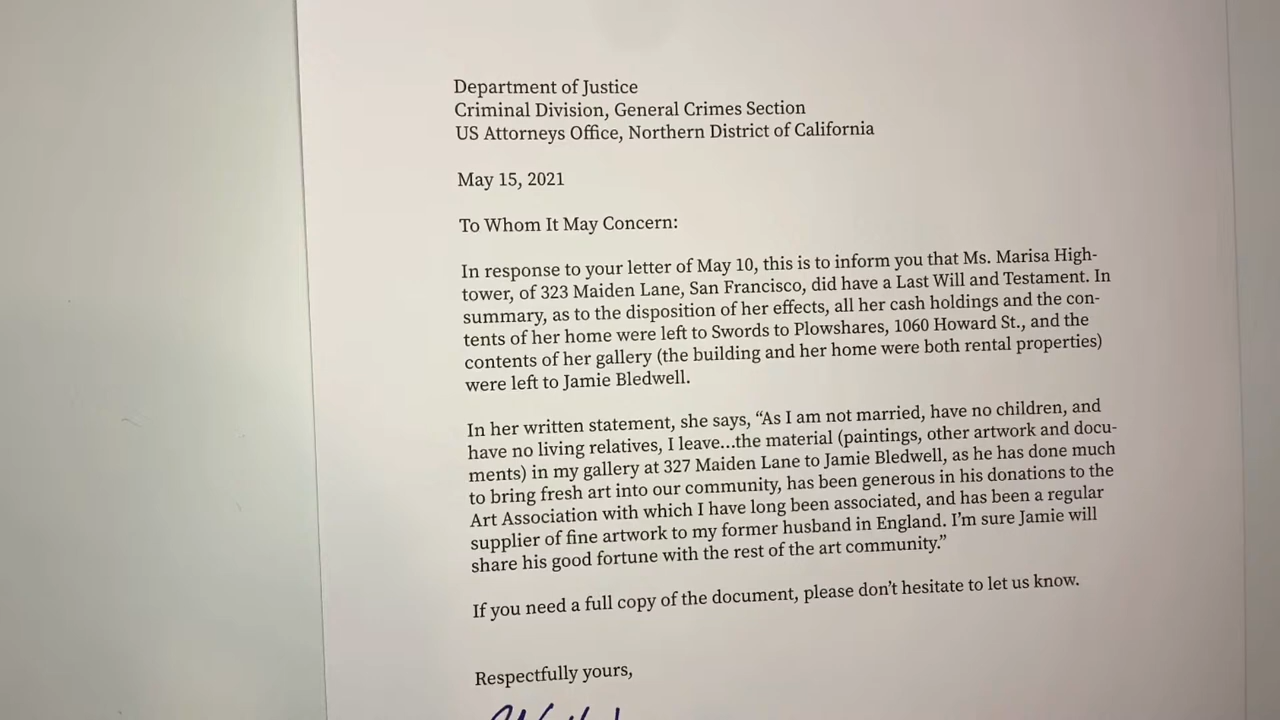 Department of Justice
Criminal Division, General Crimes Section
US Attorneys Office, Northern District of California
May 15, 2021
To Whom It May Concern:
In response to your letter of May 10, this is to inform you that Ms. Marisa High-
tower, of 323 Maiden Lane, San Francisco, did have a Last Will and Testament. In
summary, as to the disposition of her effects, all her cash holdings and the con-
tents of her home were left to Swords to Plowshares, 1060 Howard St., and the
contents of her gallery (the building and her home were both rental properties)
were left to Jamie Bledwell.
In her written statement, she says, “As I am not married, have no children, and
have no living relatives, I leave...the material (paintings, other artwork and docu-
ments) in my gallery at 327 Maiden Lane to Jamie Bledwell, as he has done much
to bring fresh art into our community, has been generous in his donations to the
Art Association with which I have long been associated, and has been a regular
supplier of fine artwork to my former husband in England. I’m sure Jamie will
share his good fortune with the rest of the art community.”
If you need a full copy of the document, please don’t hesitate to let us know.
Respectfully yours,